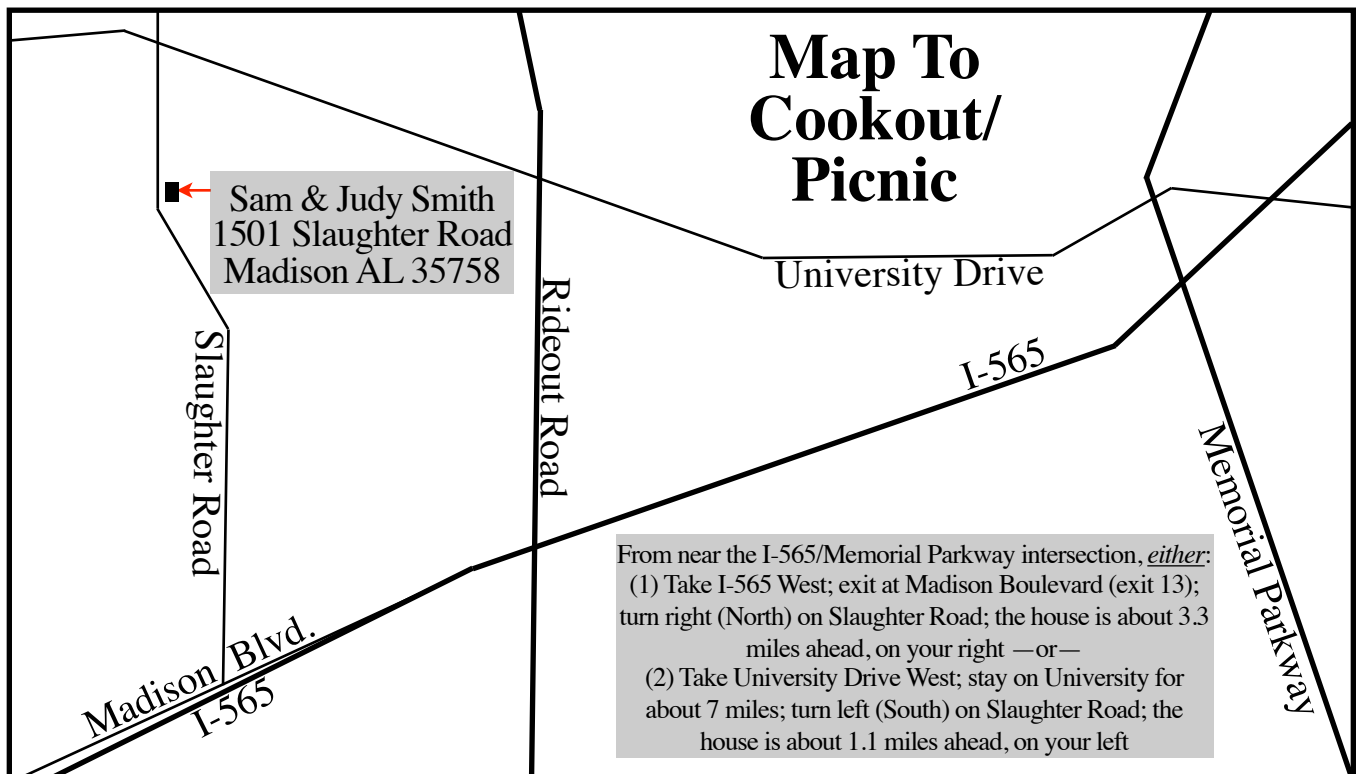 Map To
Cookout/
Picnic
Sam & Judy Smith
1501 Slaughter Road
Madison AL 35758
University Drive
Rideout Road
I-565
Slaughter Road
Memorial Parkway
Madison Blvd.
I-565
From near the I-565/Memorial Parkway intersection, either:
(1) Take I-565 West; exit at Madison Boulevard (exit 13);
turn right (North) on Slaughter Road; the house is about 3.3
miles ahead, on your right —or—
(2) Take University Drive West; stay on University for
about 7 miles; turn left (South) on Slaughter Road; the
house is about 1.1 miles ahead, on your left